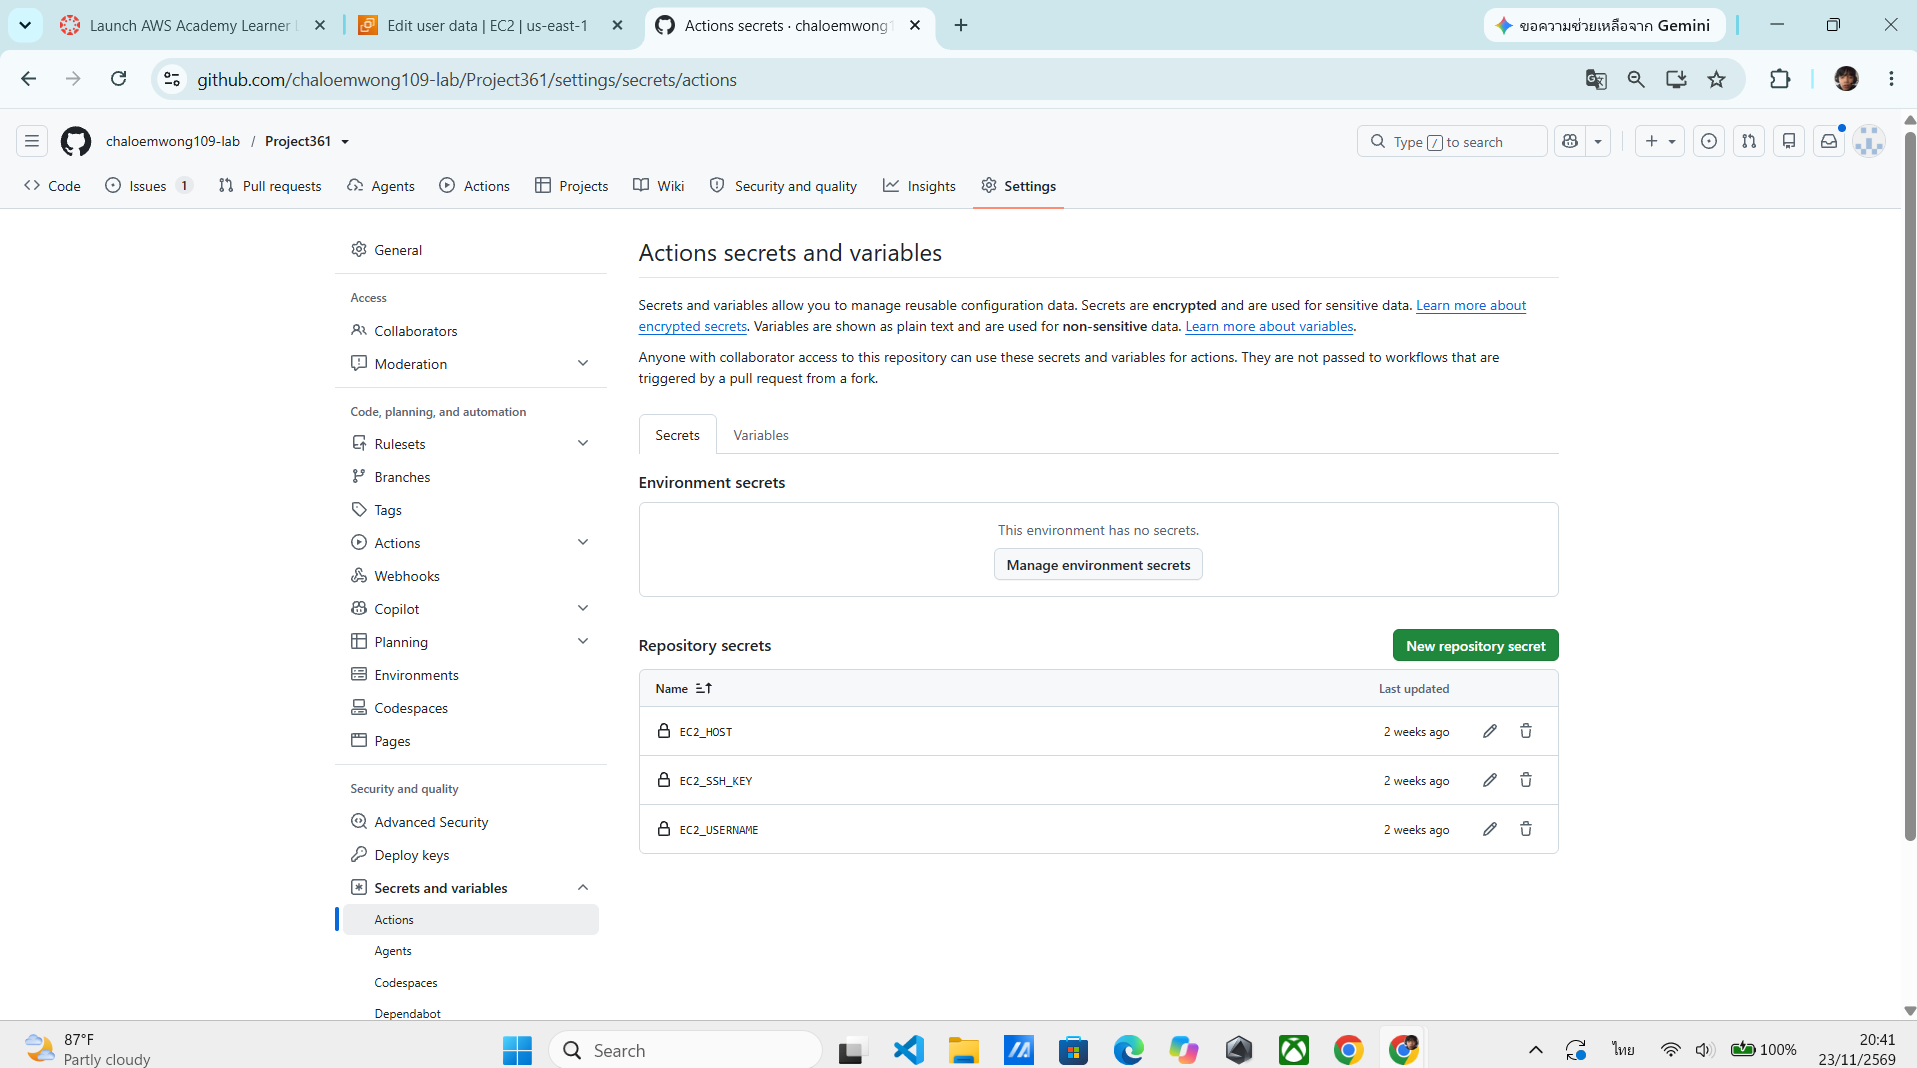 Launch AWS Academy Learner L
Edit user data | EC2 | us-east-1
Actions secrets · chaloemwong1
ขอความช่วยเหลือจาก Gemini
github.com/chaloemwong109-lab/Project361/settings/secrets/actions
chaloemwong109-lab / Project361
Type / to search
Code
Issues 1
Pull requests
Agents
Actions
Projects
Wiki
Security and quality
Insights
Settings
General
Access
Collaborators
Moderation
Code, planning, and automation
Rulesets
Branches
Tags
Actions
Webhooks
Copilot
Planning
Environments
Codespaces
Pages
Security and quality
Advanced Security
Deploy keys
Secrets and variables
Actions
Agents
Codespaces
Dependabot
Actions secrets and variables
Secrets and variables allow you to manage reusable configuration data. Secrets are encrypted and are used for sensitive data. Learn more about
encrypted secrets. Variables are shown as plain text and are used for non-sensitive data. Learn more about variables.
Anyone with collaborator access to this repository can use these secrets and variables for actions. They are not passed to workflows that are
triggered by a pull request from a fork.
Secrets
Variables
Environment secrets
This environment has no secrets.
Manage environment secrets
Repository secrets
New repository secret
Name
Last updated
EC2_HOST
2 weeks ago
EC2_SSH_KEY
2 weeks ago
EC2_USERNAME
2 weeks ago
87°F
Partly cloudy
Search
ไทย
100%
20:41
23/11/2569